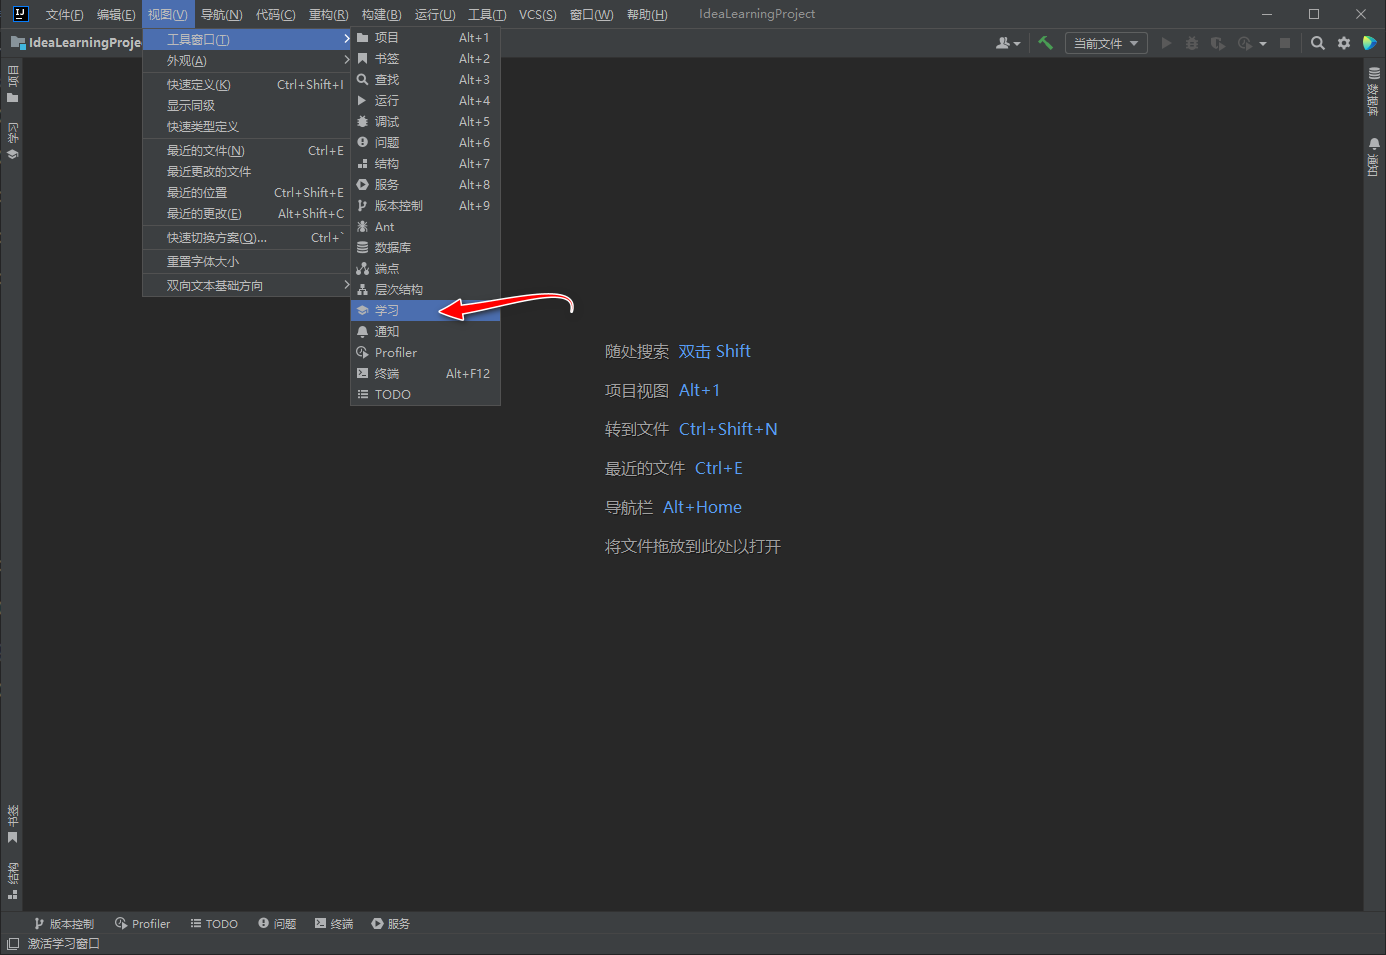 文件(F) 编辑(E) 视图(V) 导航(N) 代码(C) 重构(R) 构建(B) 运行(U) 工具(T) VCS(S) 窗口(W) 帮助(H) IdeaLearningProject
IdeaLearningProje
当前文件
工具窗口(T)
外观(A)
快速定义(K) Ctrl+Shift+I
显示同级
快速类型定义
最近的文件(N) Ctrl+E
最近更改的文件
最近的位置 Ctrl+Shift+E
最近的更改(E) Alt+Shift+C
快速切换方案(Q)... Ctrl+`
重置字体大小
双向文本基础方向
项目 Alt+1
书签 Alt+2
查找 Alt+3
运行 Alt+4
调试 Alt+5
问题 Alt+6
结构 Alt+7
服务 Alt+8
版本控制 Alt+9
Ant
数据库
端点
层次结构
学习
通知
Profiler
终端 Alt+F12
TODO
项目
学习
书签
结构
数据库
通知
随处搜索 双击 Shift
项目视图 Alt+1
转到文件 Ctrl+Shift+N
最近的文件 Ctrl+E
导航栏 Alt+Home
将文件拖放到此处以打开
版本控制 Profiler TODO 问题 终端 服务
激活学习窗口